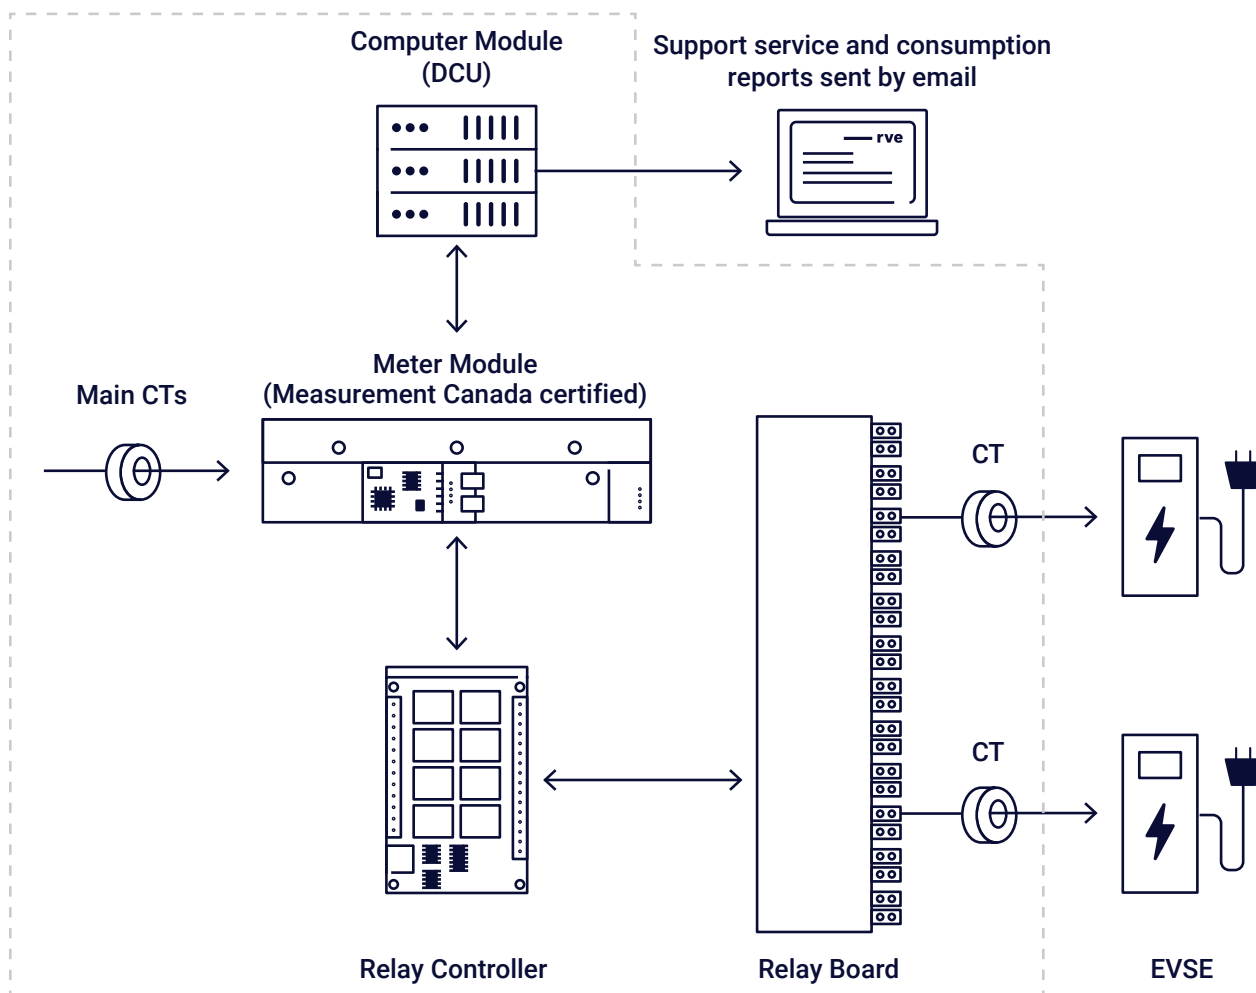 Computer Module
(DCU)
Support service and consumption
reports sent by email
rve
Meter Module
(Measurement Canada certified)
Main CTs
CT
CT
Relay Controller
Relay Board
EVSE